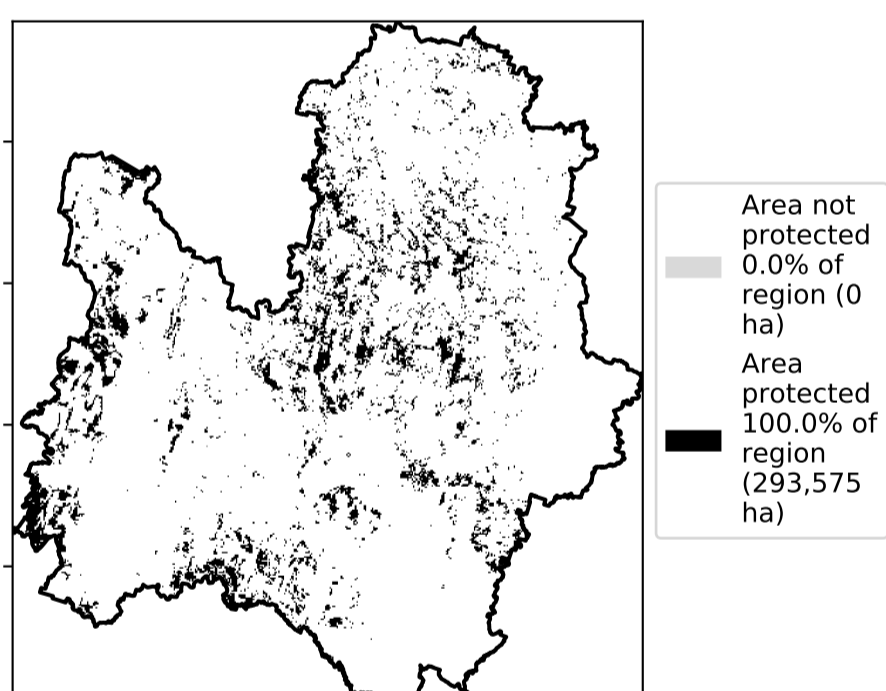 Area not
protected
0.0% of
region (0
ha)
Area
protected
100.0% of
region
(293,575
ha)